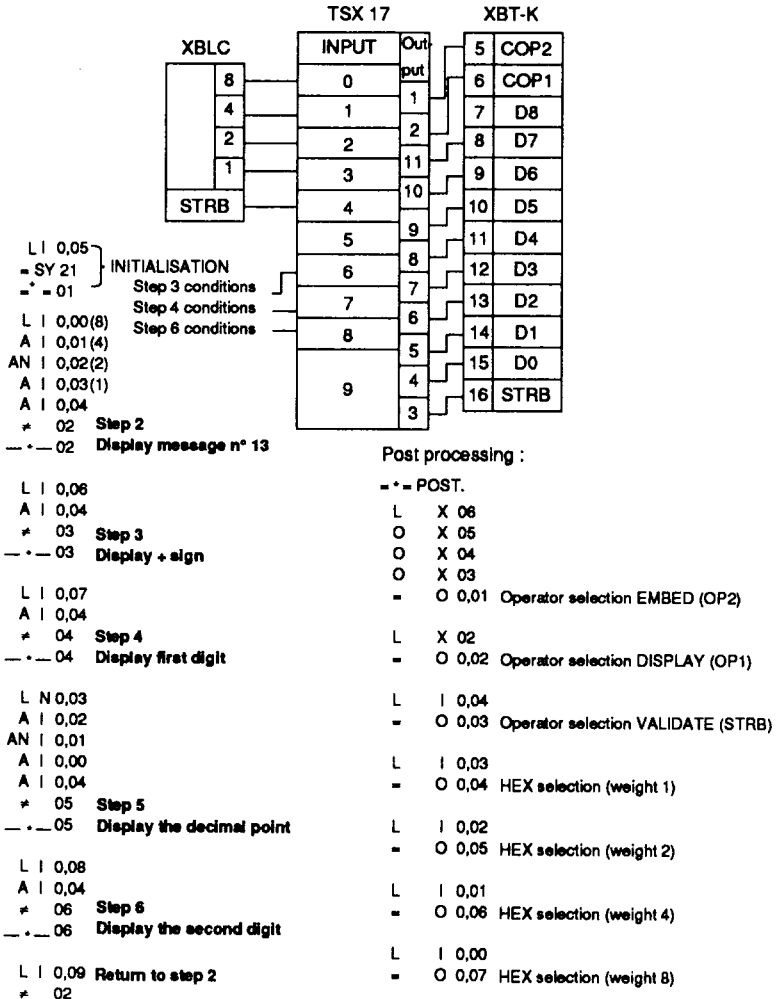 TSX 17
XBT-K
XBLC
INPUT
Out
put
8
4
2
1
STRB
0
1
2
3
4
5
6
7
8
9
1
2
11
10
9
8
7
6
5
4
3
5 COP2
6 COP1
7 D8
8 D7
9 D6
10 D5
11 D4
12 D3
13 D2
14 D1
15 D0
16 STRB
L I 0,05
= SY 21 INITIALISATION
=*= 01
Step 3 conditions
Step 4 conditions
Step 6 conditions
L I 0,00(8)
A I 0,01(4)
AN I 0,02(2)
A I 0,03(1)
A I 0,04
≠ 02 Step 2
—*— 02 Display message n° 13
L I 0,06
A I 0,04
≠ 03 Step 3
—*— 03 Display + sign
L I 0,07
A I 0,04
≠ 04 Step 4
—*— 04 Display first digit
L N 0,03
A I 0,02
AN I 0,01
A I 0,00
A I 0,04
≠ 05 Step 5
—*— 05 Display the decimal point
L I 0,08
A I 0,04
≠ 06 Step 6
—*— 06 Display the second digit
L I 0,09 Return to step 2
≠ 02
Post processing :
=*= POST.
L X 06
O X 05
O X 04
O X 03
= O 0,01 Operator selection EMBED (OP2)
L X 02
= O 0,02 Operator selection DISPLAY (OP1)
L I 0,04
= O 0,03 Operator selection VALIDATE (STRB)
L I 0,03
= O 0,04 HEX selection (weight 1)
L I 0,02
= O 0,05 HEX selection (weight 2)
L I 0,01
= O 0,06 HEX selection (weight 4)
L I 0,00
= O 0,07 HEX selection (weight 8)